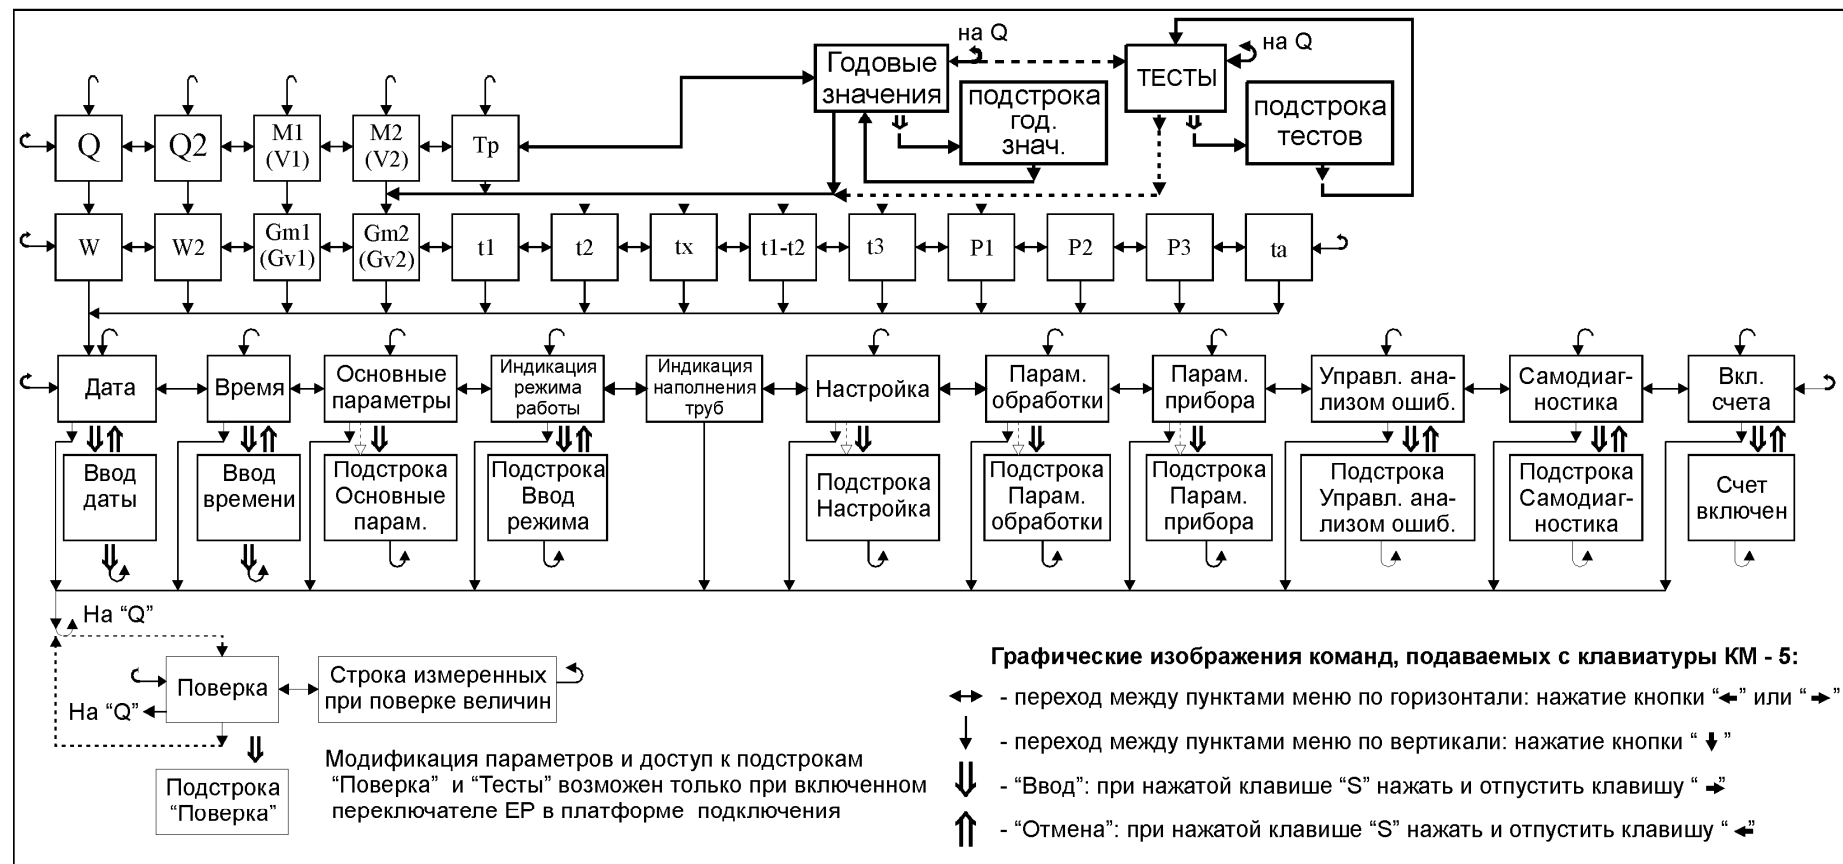 на Q
на Q
Годовые
значения
ТЕСТЫ
подстрока
год.
знач.
подстрока
тестов
Q
Q2
M1
(V1)
M2
(V2)
Тр
W
W2
Gm1
(Gv1)
Gm2
(Gv2)
t1
t2
tx
t1-t2
t3
P1
P2
P3
ta
Дата
Время
Основные
параметры
Индикация
режима
работы
Индикация
наполнения
труб
Настройка
Парам.
обработки
Парам.
прибора
Управл. ана-
лизом ошиб.
Самодиаг-
ностика
Вкл.
счета
Ввод
даты
Ввод
времени
Подстрока
Основные
парам.
Подстрока
Ввод
режима
Подстрока
Настройка
Подстрока
Парам.
обработки
Подстрока
Парам.
прибора
Подстрока
Управл. ана-
лизом ошиб.
Подстрока
Самодиаг-
ностика
Счет
включен
На “Q”
Поверка
Строка измеренных
при поверке величин
На “Q”
Подстрока
“Поверка”
Модификация параметров и доступ к подстрокам
“Поверка” и “Тесты” возможен только при включенном
переключателе EP в платформе подключения
Графические изображения команд, подаваемых с клавиатуры КМ - 5:
↔ - переход между пунктами меню по горизонтали: нажатие кнопки “←” или “→”
↓ - переход между пунктами меню по вертикали: нажатие кнопки “↓”
⇓ - “Ввод”: при нажатой клавише “S” нажать и отпустить клавишу “→”
⇑ - “Отмена”: при нажатой клавише “S” нажать и отпустить клавишу “←”